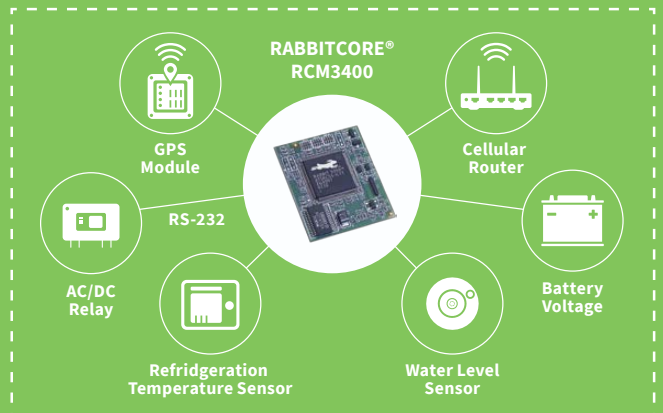 RABBITCORE®
RCM3400
GPS
Module
Cellular
Router
RS-232
AC/DC
Relay
Battery
Voltage
Refridgeration
Temperature Sensor
Water Level
Sensor